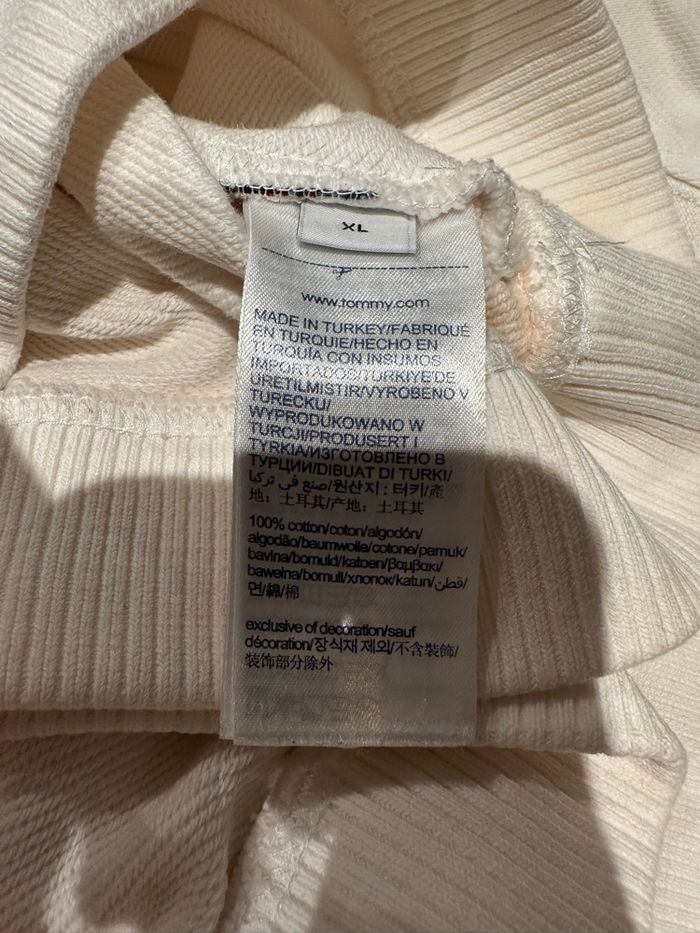 XL
www.tommy.com
MADE IN TURKEY/FABRIQUÉ
EN TURQUIE/HECHO EN
TURQUÍA CON INSUMOS
IMPORTADOS/TÜRKIYE'DE
ÜRETILMISTIR/VYROBENO V
TURECKU/
WYPRODUKOWANO W
TURCJI/PRODUSERT I
TYRKIA/ИЗГОТОВЛЕНО В
ТУРЦИИ/DIBUAT DI TURKI/
صنع في تركيا/원산지 : 터키/產
地：土耳其/产地：土耳其
100% cotton/coton/algodón/
algodão/baumwolle/cotone/pamuk/
bavlna/bomuld/katoen/βαμβακι/
bawełna/bomull/хлопок/katun/قطن/
면/綿/棉
exclusive of decoration/sauf
décoration/장식재 제외/不含裝飾/
装饰部分除外